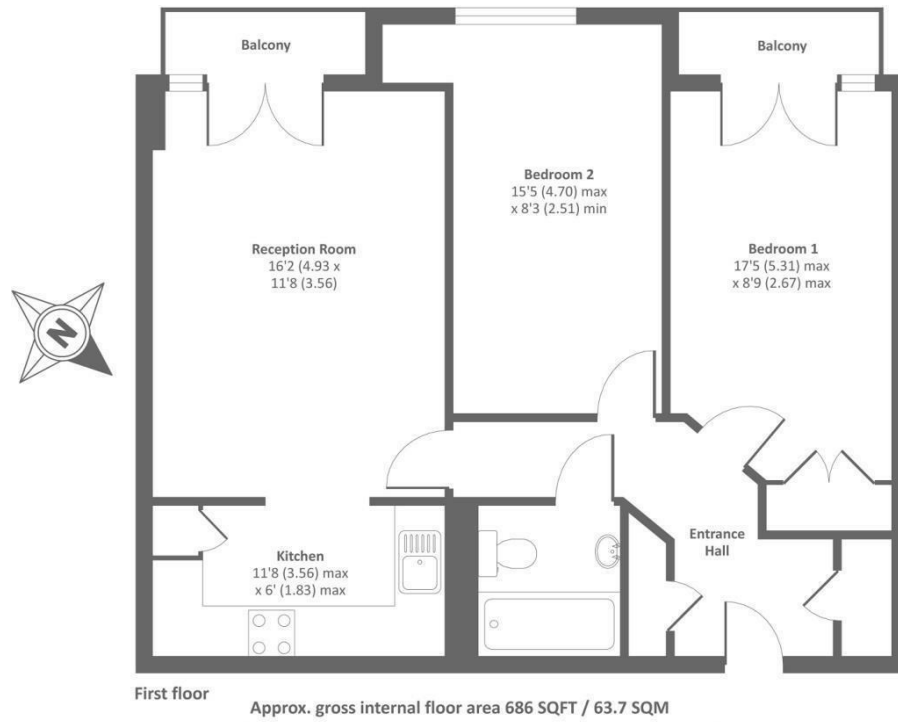 Balcony
Balcony
Bedroom 2
15'5 (4.70) max
x 8'3 (2.51) min
Reception Room
16'2 (4.93 x
11'8 (3.56)
Bedroom 1
17'5 (5.31) max
x 8'9 (2.67) max
N
Kitchen
11'8 (3.56) max
x 6' (1.83) max
Entrance
Hall
First floor
Approx. gross internal floor area 686 SQFT / 63.7 SQM